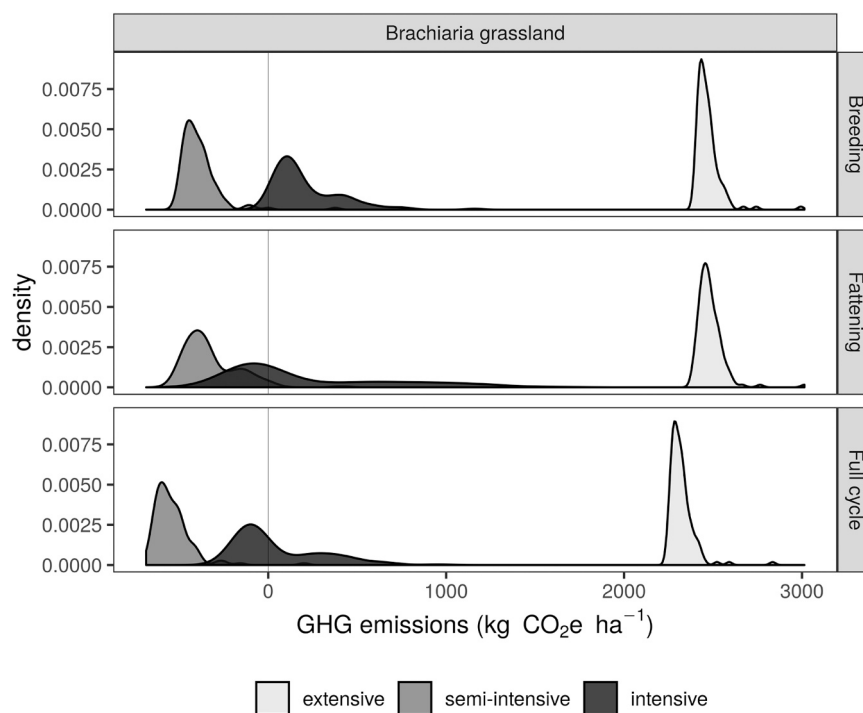 Brachiaria grassland
0.0075
0.0050
0.0025
0.0000
Breeding
0.0075
0.0050
0.0025
0.0000
Fattening
0.0075
0.0050
0.0025
0.0000
Full cycle
density
0 1000 2000 3000
GHG emissions (kg CO₂e ha⁻¹)
extensive semi-intensive intensive